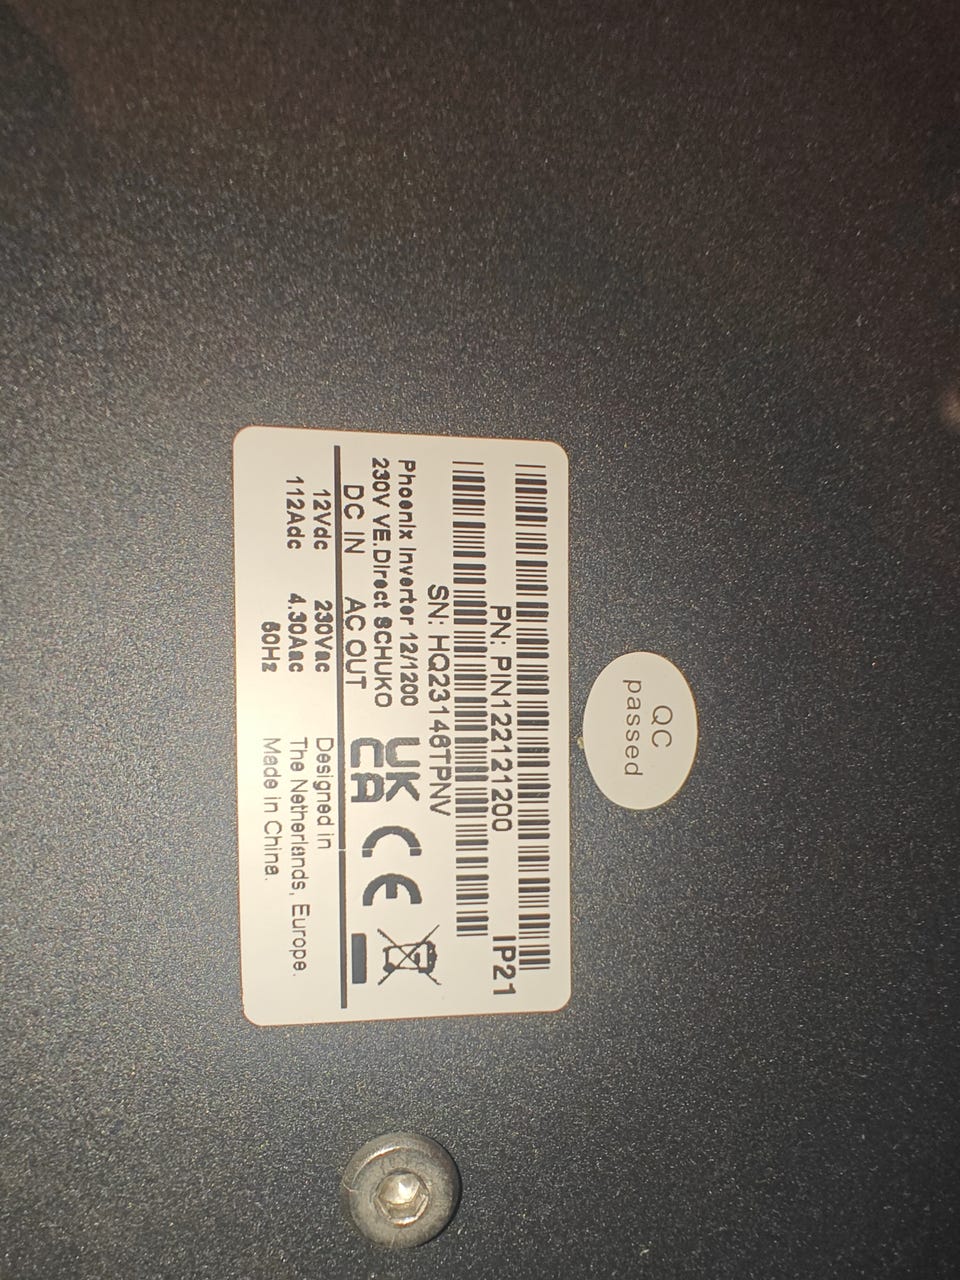 QC
passed
PN: PIN122121200 IP21
SN: HQ23148TPNV
Phoenix Inverter 12/1200
230V VE.Direct SCHUKO
UK
CA
CE
DC IN AC OUT
12Vdc 230Vac
112Adc 4.30Aac
50Hz
Designed in
The Netherlands, Europe.
Made in China.